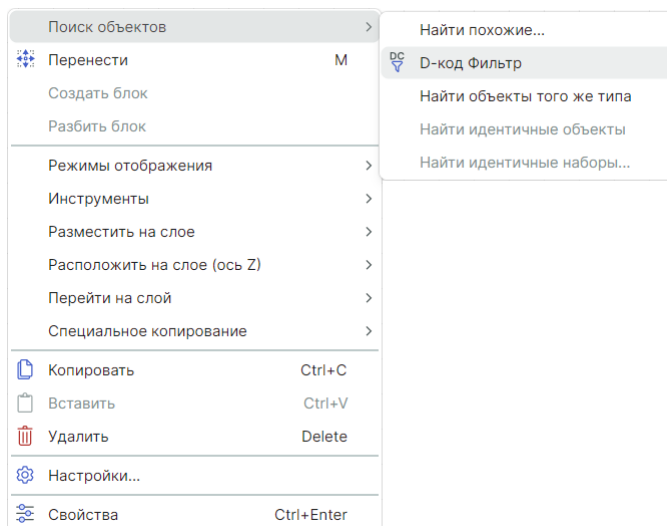 Поиск объектов
Перенести M
Создать блок
Разбить блок
Режимы отображения
Инструменты
Разместить на слое
Расположить на слое (ось Z)
Перейти на слой
Специальное копирование
Копировать Ctrl+C
Вставить Ctrl+V
Удалить Delete
Настройки...
Свойства Ctrl+Enter
Найти похожие...
DC D-код Фильтр
Найти объекты того же типа
Найти идентичные объекты
Найти идентичные наборы...